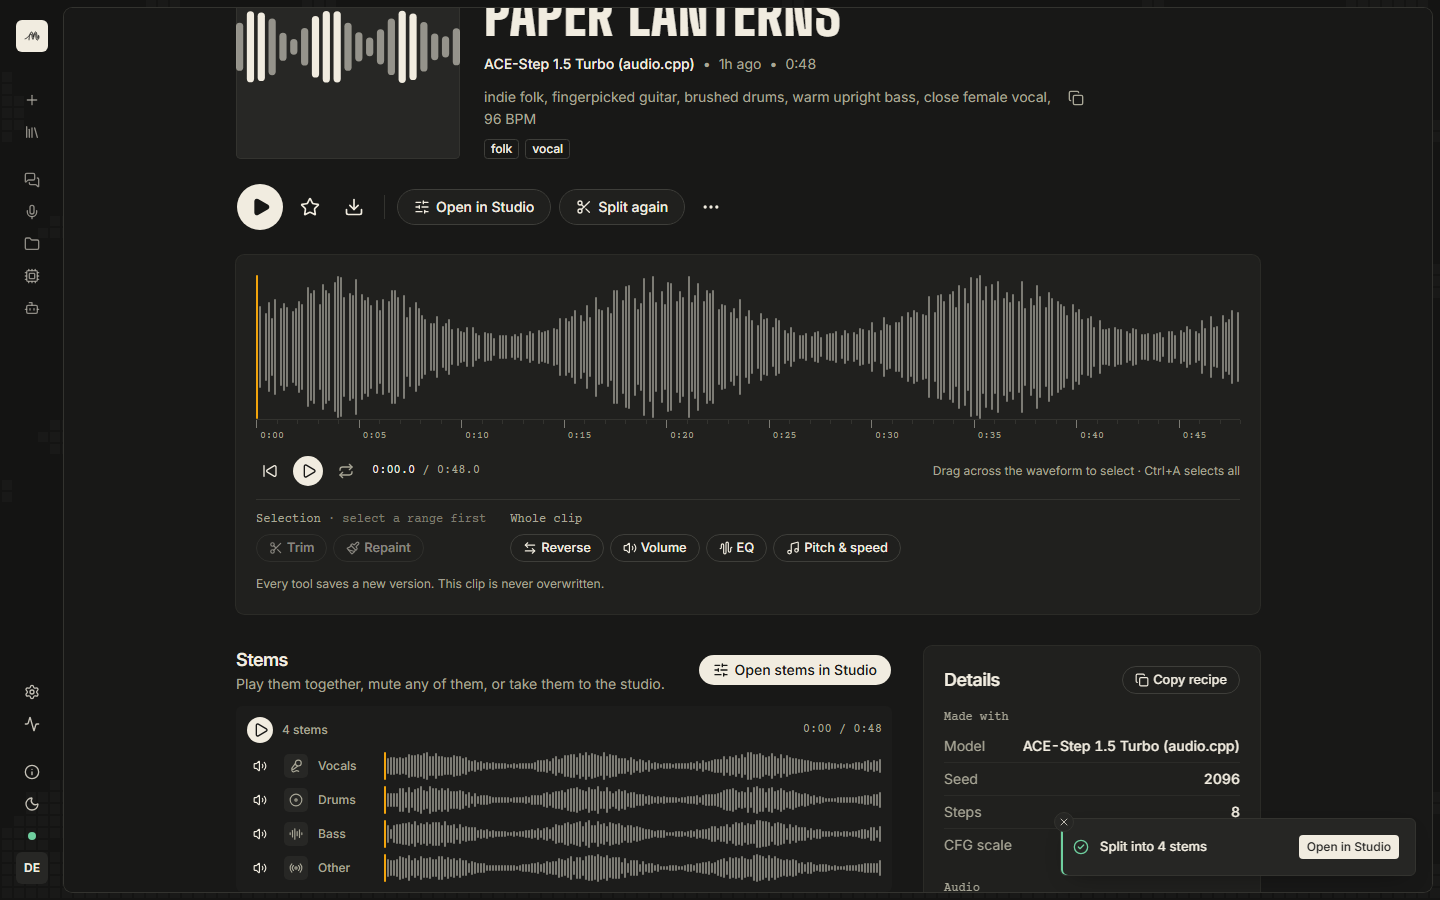 PAPER LANTERNS
ACE-Step 1.5 Turbo (audio.cpp) • 1h ago • 0:48
indie folk, fingerpicked guitar, brushed drums, warm upright bass, close female vocal,
96 BPM
folk vocal
Open in Studio Split again
0:00 0:05 0:10 0:15 0:20 0:25 0:30 0:35 0:40 0:45
0:00.0 / 0:48.0
Drag across the waveform to select · Ctrl+A selects all
Selection · select a range first
Trim Repaint
Whole clip
Reverse Volume EQ Pitch & speed
Every tool saves a new version. This clip is never overwritten.
Stems
Play them together, mute any of them, or take them to the studio.
Open stems in Studio
4 stems 0:00 / 0:48
Vocals
Drums
Bass
Other
Details
Copy recipe
Made with
Model ACE-Step 1.5 Turbo (audio.cpp)
Seed 2096
Steps 8
CFG scale
Audio
Split into 4 stems
Open in Studio
DE